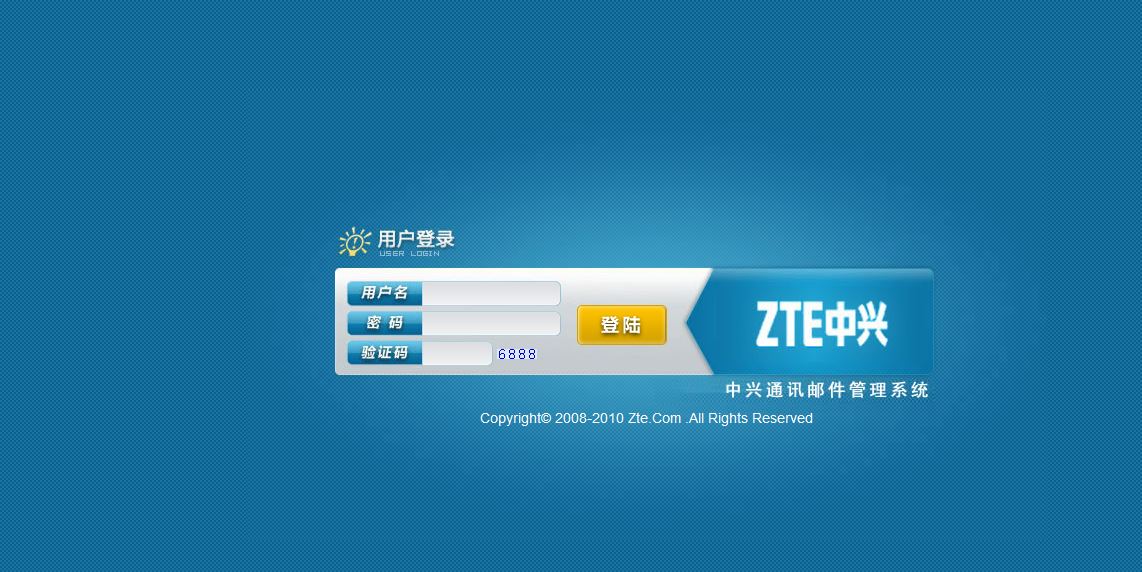 用户登录
USER LOGIN
用户名
密 码
验证码 6888
登陆
ZTE中兴
中兴通讯邮件管理系统
Copyright© 2008-2010 Zte.Com .All Rights Reserved